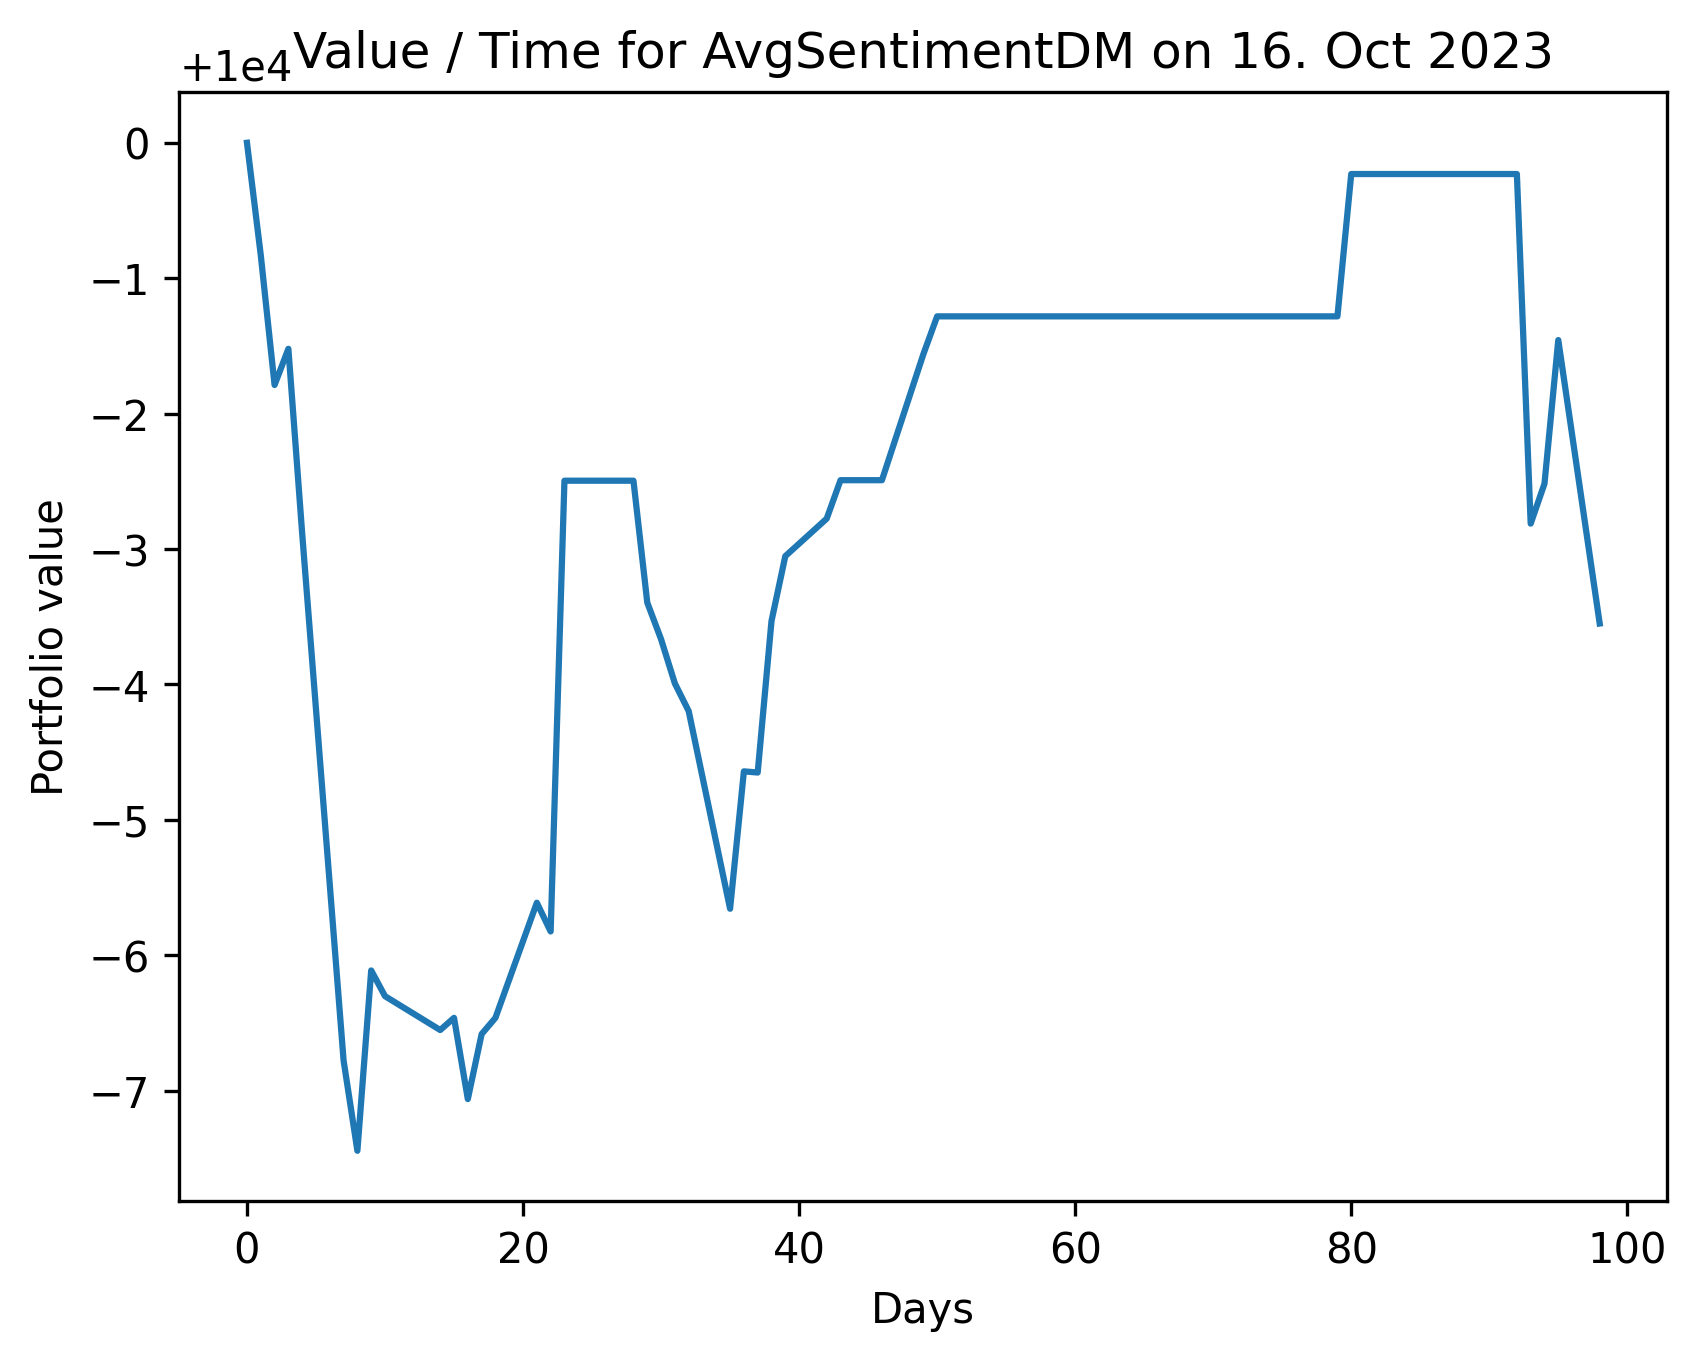 Value / Time for AvgSentimentDM on 16. Oct 2023
+1e4
0
−1
−2
−3
−4
−5
−6
−7
Portfolio value
0 20 40 60 80 100
Days